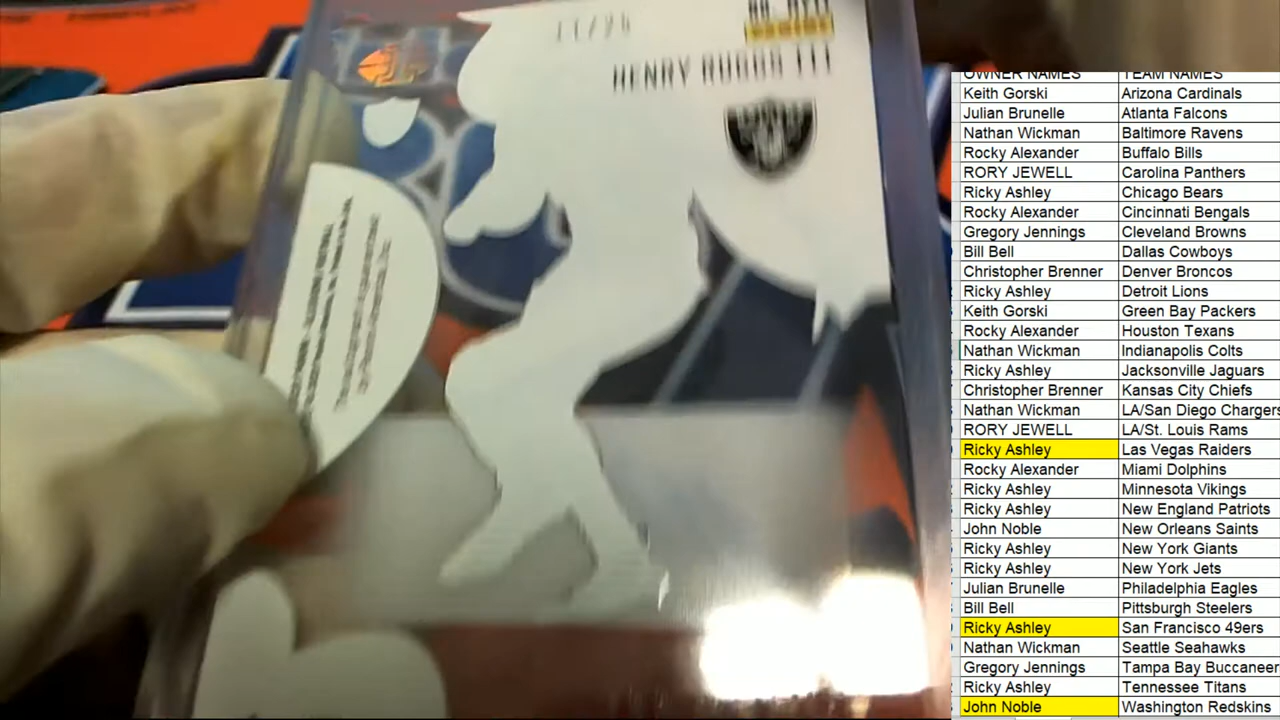 11/25
PANINI
HENRY RUGGS III
OWNER NAMES TEAM NAMES
Keith Gorski Arizona Cardinals
Julian Brunelle Atlanta Falcons
Nathan Wickman Baltimore Ravens
Rocky Alexander Buffalo Bills
RORY JEWELL Carolina Panthers
Ricky Ashley Chicago Bears
Rocky Alexander Cincinnati Bengals
Gregory Jennings Cleveland Browns
Bill Bell Dallas Cowboys
Christopher Brenner Denver Broncos
Ricky Ashley Detroit Lions
Keith Gorski Green Bay Packers
Rocky Alexander Houston Texans
Nathan Wickman Indianapolis Colts
Ricky Ashley Jacksonville Jaguars
Christopher Brenner Kansas City Chiefs
Nathan Wickman LA/San Diego Chargers
RORY JEWELL LA/St. Louis Rams
Ricky Ashley Las Vegas Raiders
Rocky Alexander Miami Dolphins
Ricky Ashley Minnesota Vikings
Ricky Ashley New England Patriots
John Noble New Orleans Saints
Ricky Ashley New York Giants
Ricky Ashley New York Jets
Julian Brunelle Philadelphia Eagles
Bill Bell Pittsburgh Steelers
Ricky Ashley San Francisco 49ers
Nathan Wickman Seattle Seahawks
Gregory Jennings Tampa Bay Buccaneer
Ricky Ashley Tennessee Titans
John Noble Washington Redskins